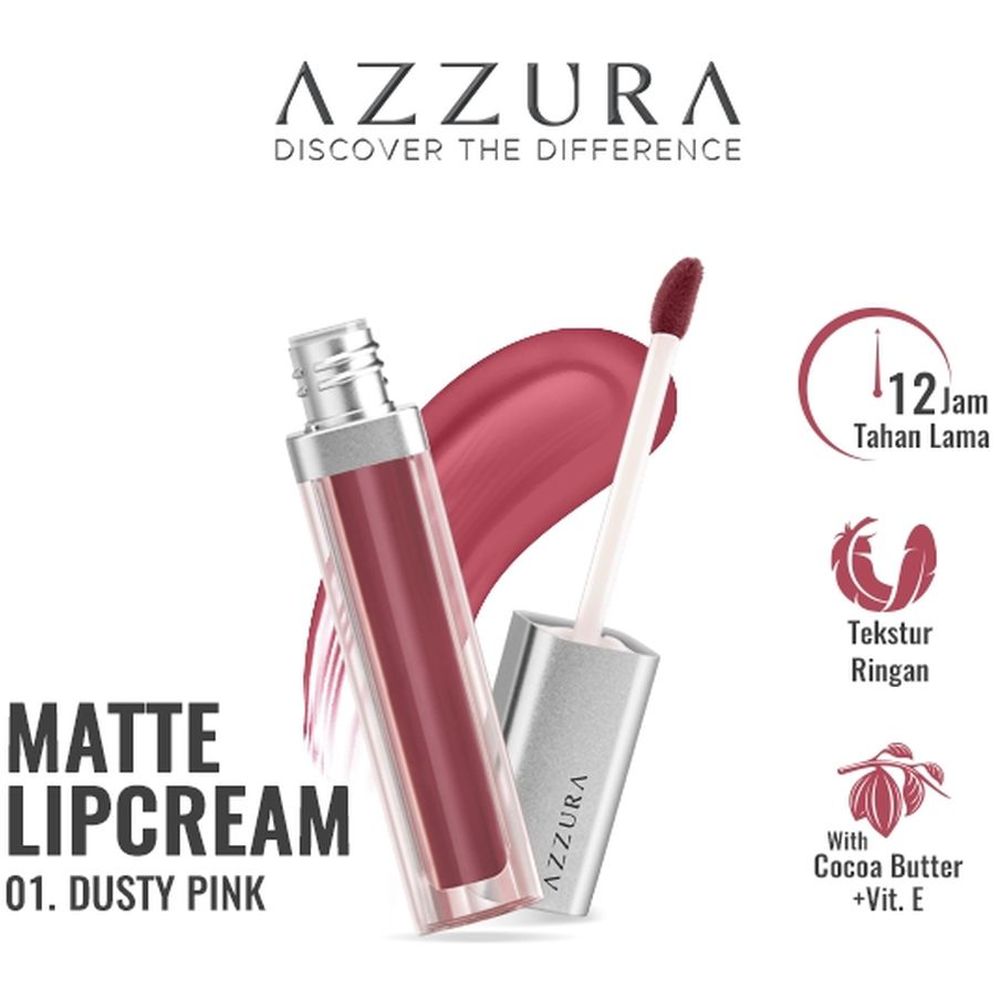 AZZURA
DISCOVER THE DIFFERENCE
12 Jam
Tahan Lama
Tekstur
Ringan
MATTE
LIPCREAM
01. DUSTY PINK
AZZURA
With
Cocoa Butter
+Vit. E